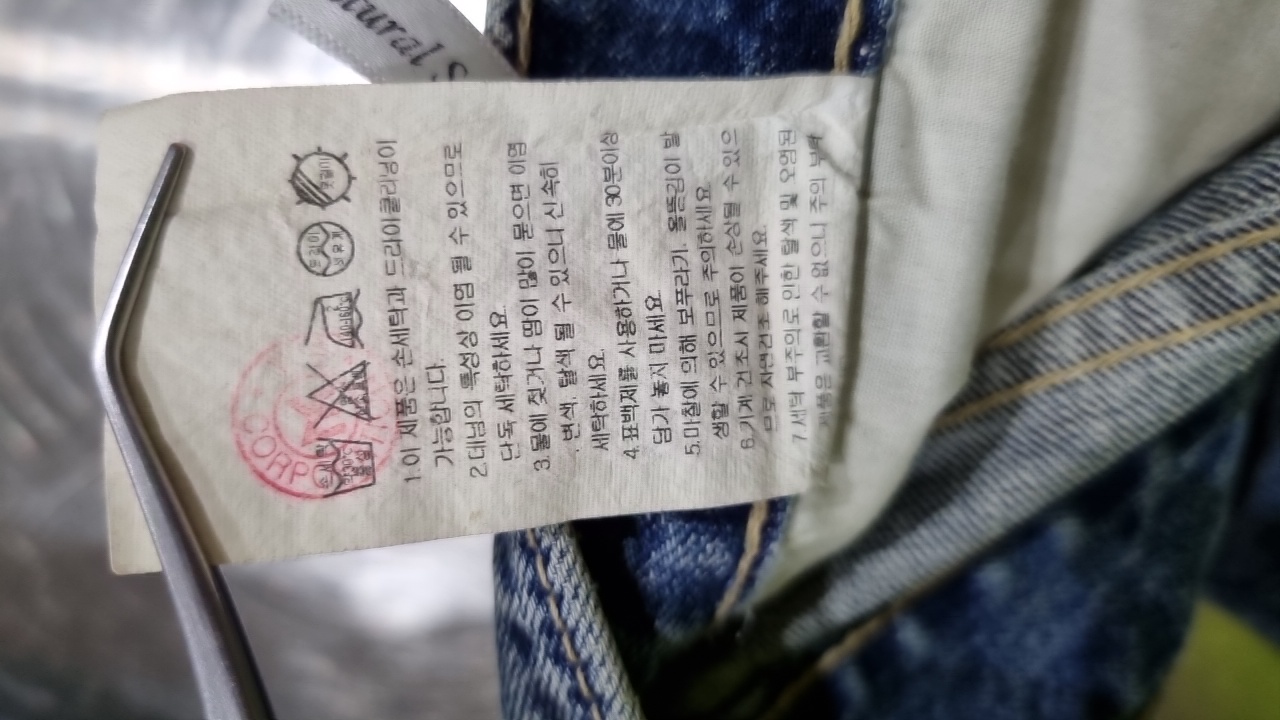 tural S
CORP
1.이 제품은 손세탁과 드라이클리닝이
가능합니다.
2.데님의 특성상 이염 될 수 있으므로
단독 세탁하세요.
3.물에 젖거나 땀이 많이 묻으면 이염
. 변색, 탈색 될 수 있으니 신속히
세탁하세요.
4.표백제를 사용하거나 물에 30분이상
담가 놓지 마세요.
5.마찰에 의해 보푸라기. 올뜯김이 발
생할 수 있으므로 주의하세요
6.기계 건조시 제품이 손상될 수 있으
므로 자연건조 해주세요.
7.세탁 부주의로 인한 탈색 및 오염된
제품은 교환할 수 없으니 주의 부탁